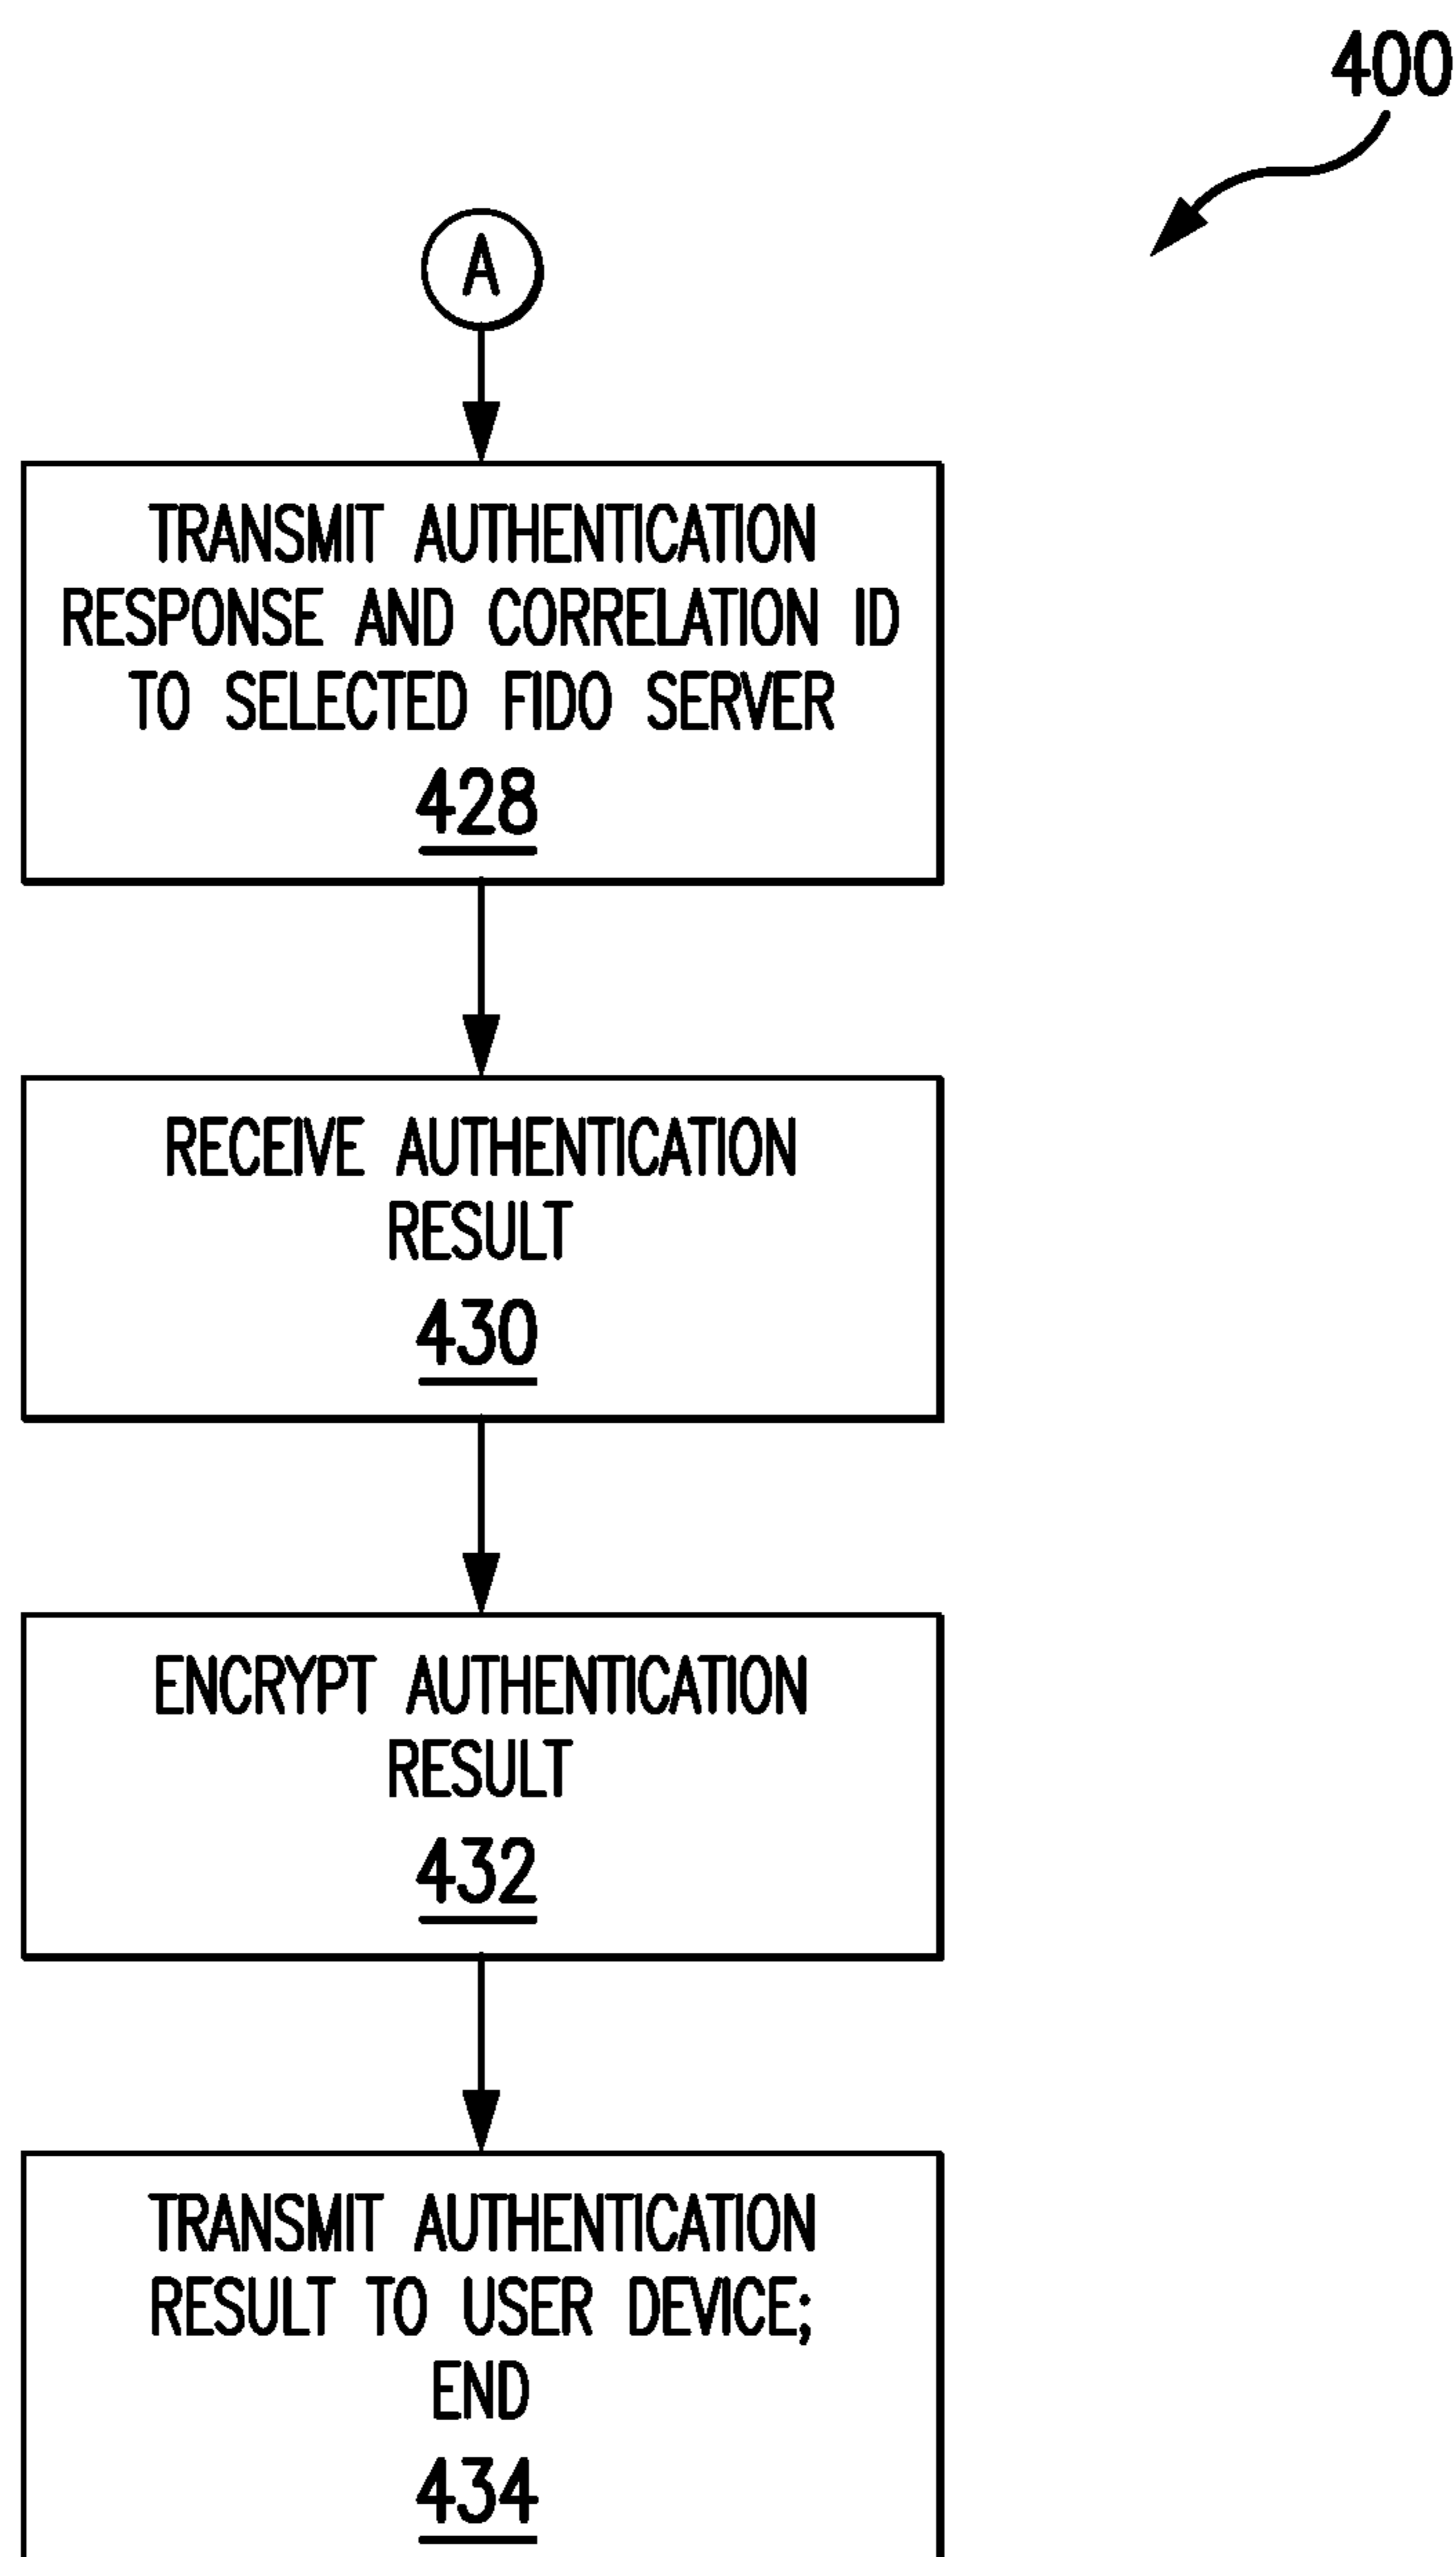 400
A
TRANSMIT AUTHENTICATION
RESPONSE AND CORRELATION ID
TO SELECTED FIDO SERVER
428
RECEIVE AUTHENTICATION
RESULT
430
ENCRYPT AUTHENTICATION
RESULT
432
TRANSMIT AUTHENTICATION
RESULT TO USER DEVICE;
END
434